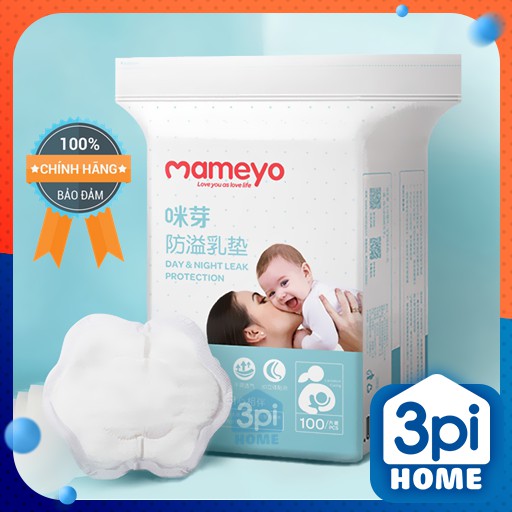 100%
★CHÍNH HÃNG★
BẢO ĐẢM
mameyo
Love you as love life
咪芽
防溢乳垫
DAY & NIGHT LEAK
PROTECTION
3pi
HOME
100/
3pi
HOME